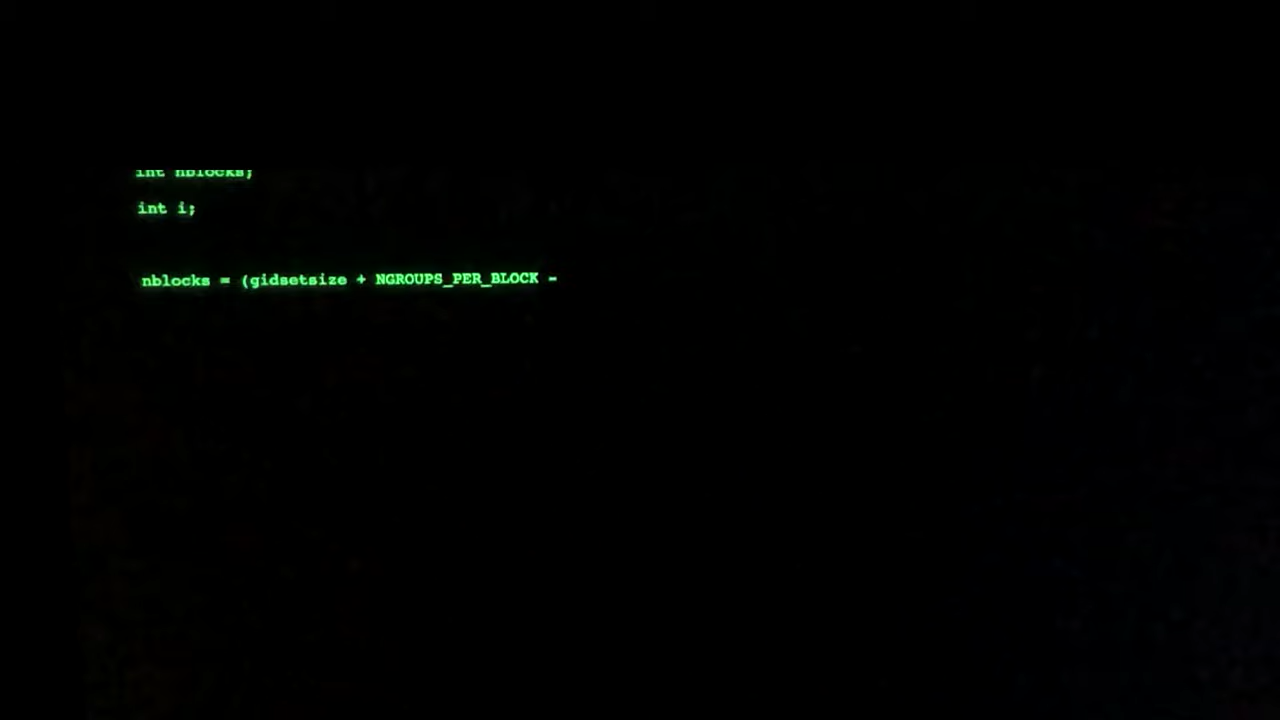 int nblocks;
int i;
nblocks = (gidsetsize + NGROUPS_PER_BLOCK -